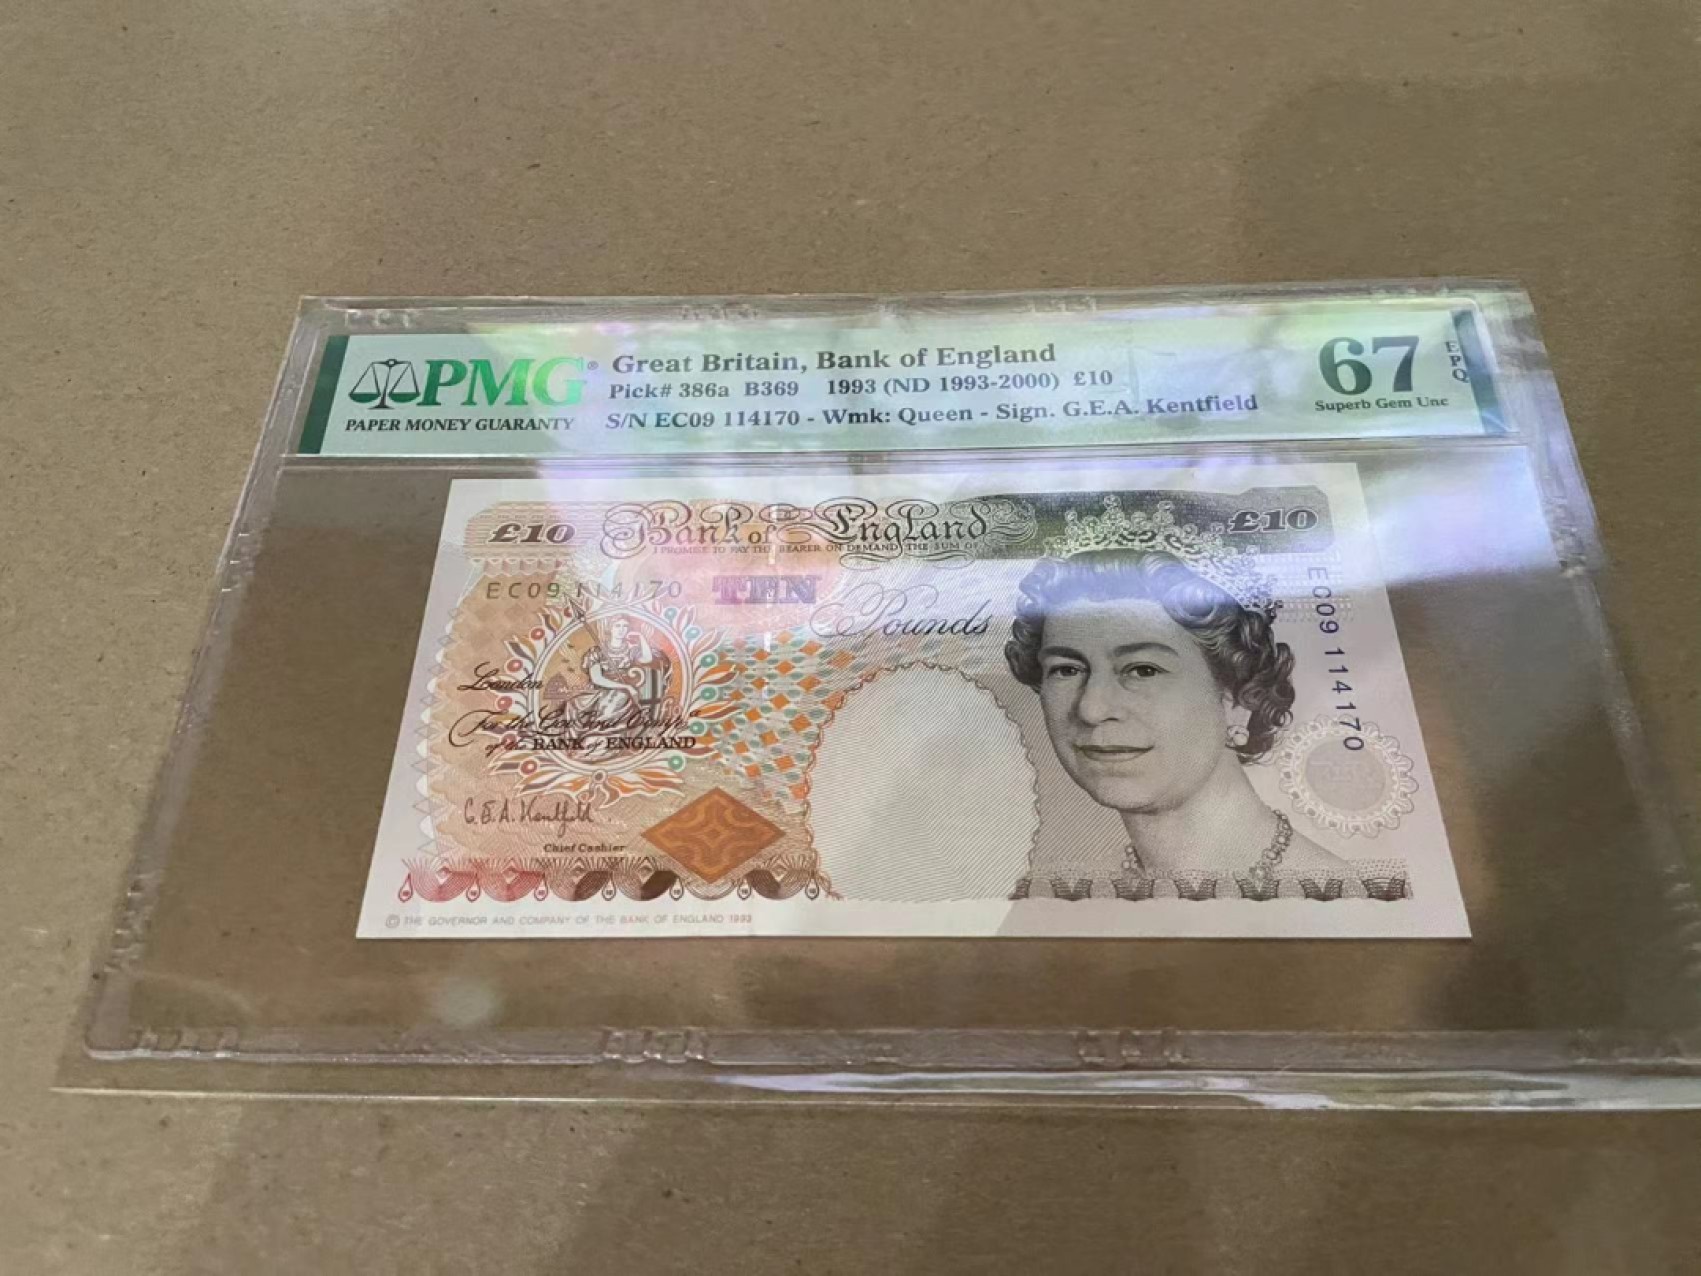 PMG®
PAPER MONEY GUARANTY
Great Britain, Bank of England
Pick# 386a B369 1993 (ND 1993-2000) £10
S/N EC09 114170 - Wmk: Queen - Sign. G.E.A. Kentfield
67
EPQ
Superb Gem Unc
£10
Bank of England
£10
I PROMISE TO PAY THE BEARER ON DEMAND THE SUM OF
EC09 114170
TEN
Pounds
EC09 114170
London
For the Gov.r and Comp.a
of the BANK of ENGLAND
G.E.A. Kentfield
Chief Cashier
© THE GOVERNOR AND COMPANY OF THE BANK OF ENGLAND 1993